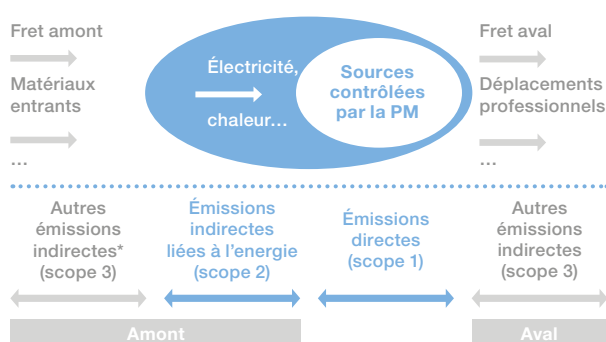 Fret amont
Matériaux
entrants
...
Électricité,
chaleur...
Sources
contrôlées
par la PM
Fret aval
Déplacements
professionnels
...
Autres
émissions
indirectes*
(scope 3)
Émissions
indirectes
liées à l'energie
(scope 2)
Émissions
directes
(scope 1)
Autres
émissions
indirectes
(scope 3)
Amont
Aval